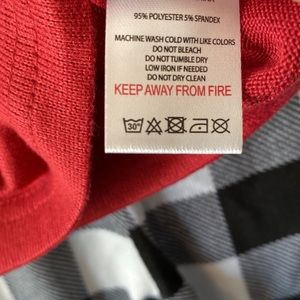 95% POLYESTER 5% SPANDEX
MACHINE WASH COLD WITH LIKE COLORS
DO NOT BLEACH
DO NOT TUMBLE DRY
LOW IRON IF NEEDED
DO NOT DRY CLEAN
KEEP AWAY FROM FIRE
30°